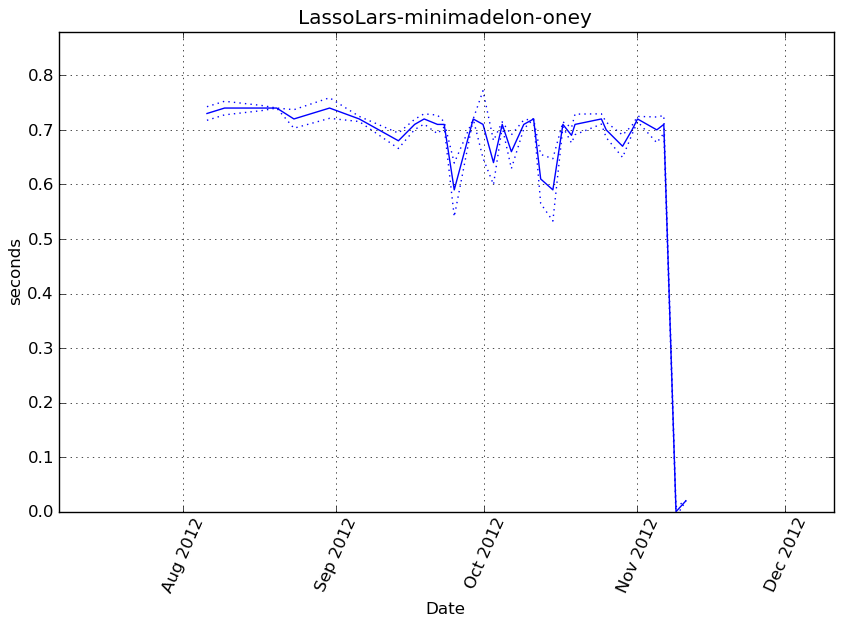 LassoLars-minimadelon-oney
0.8
0.7
0.6
0.5
0.4
0.3
0.2
0.1
0.0
seconds
Aug 2012
Sep 2012
Oct 2012
Nov 2012
Dec 2012
Date